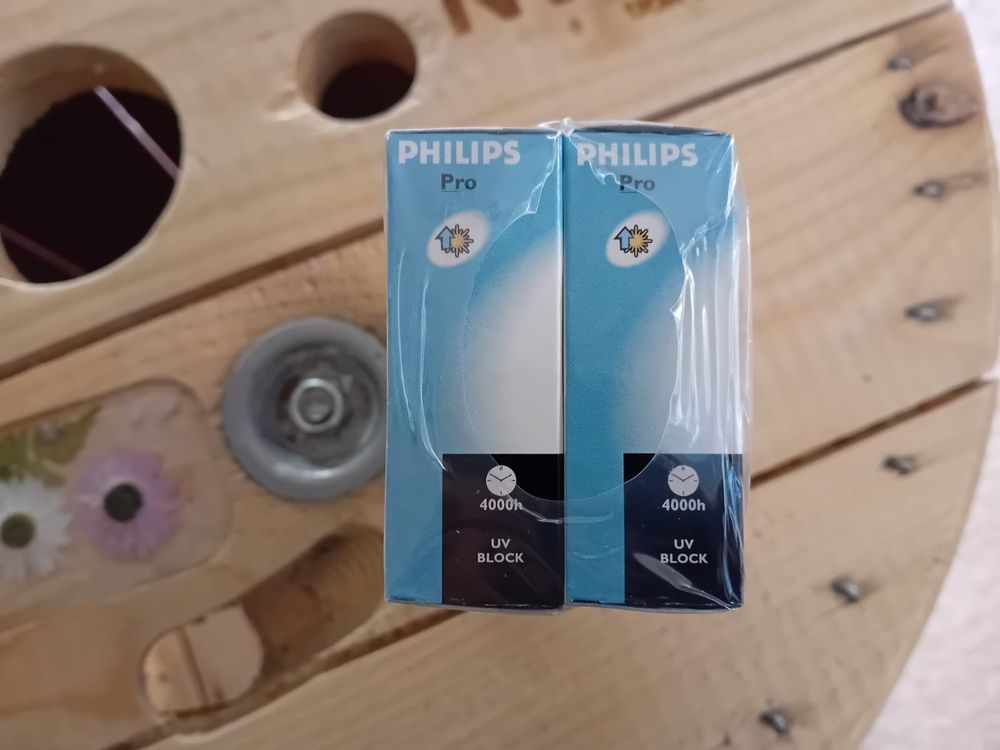 PHILIPS
Pro
4000h
UV
BLOCK
PHILIPS
Pro
4000h
UV
BLOCK